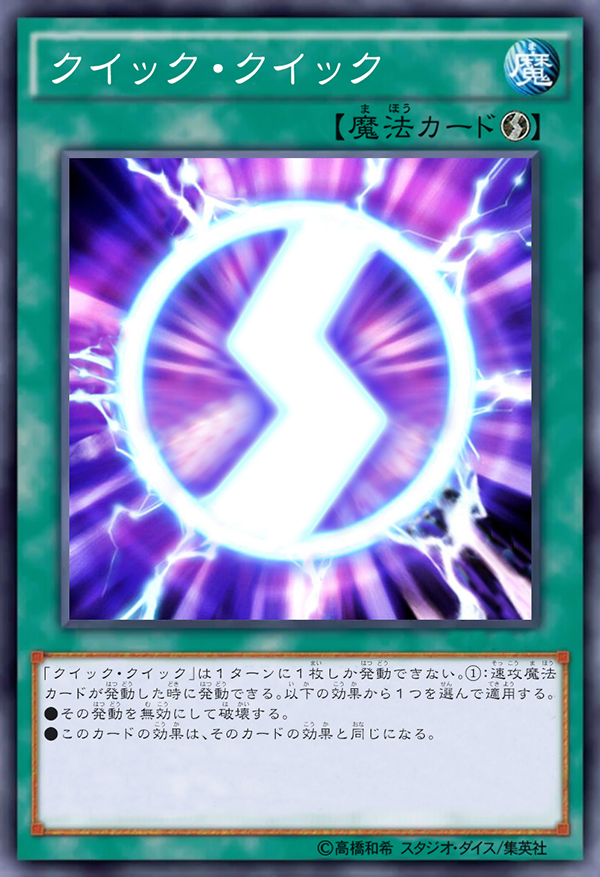 クイック・クイック
魔
【魔法カード】
「クイック・クイック」は1ターンに1枚しか発動できない。①:速攻魔法
カードが発動した時に発動できる。以下の効果から1つを選んで適用する。
●その発動を無効にして破壊する。
●このカードの効果は、そのカードの効果と同じになる。
©高橋和希 スタジオ・ダイス/集英社